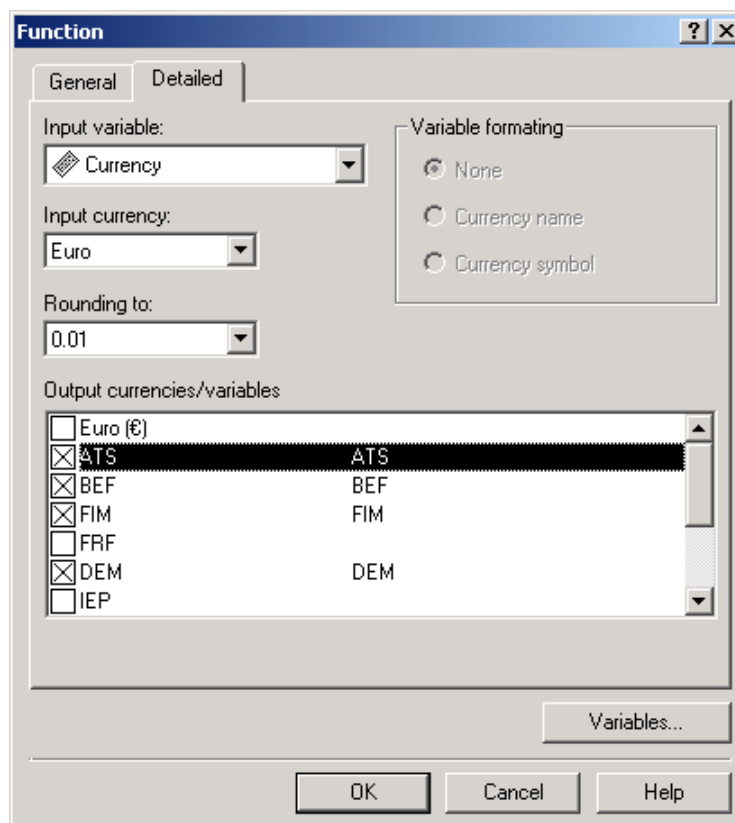 Function
General
Detailed
Input variable:
Currency
Input currency:
Euro
Rounding to:
0.01
Variable formating
None
Currency name
Currency symbol
Output currencies/variables
Euro (€)
ATS ATS
BEF BEF
FIM FIM
FRF
DEM DEM
IEP
Variables...
OK
Cancel
Help